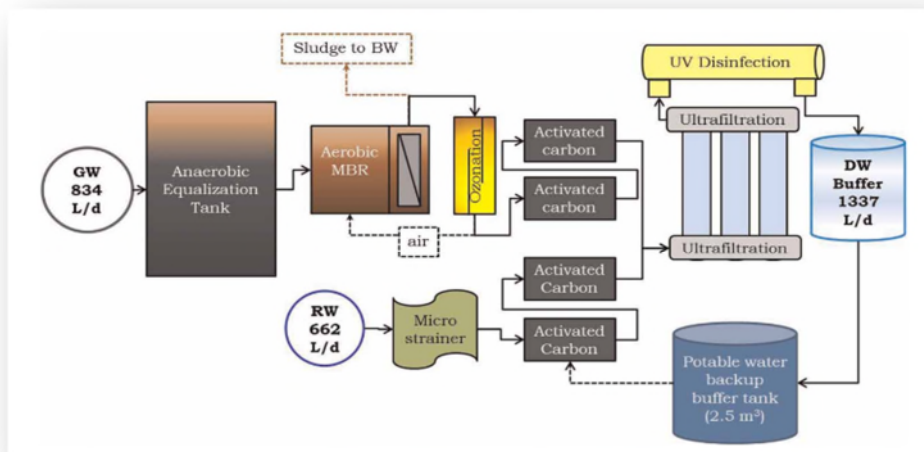 Sludge to BW
UV Disinfection
GW
834
L/d
Anaerobic
Equalization
Tank
Aerobic
MBR
Ozonation
Activated
carbon
Activated
carbon
air
Ultrafiltration
Ultrafiltration
DW
Buffer
1337
L/d
RW
662
L/d
Micro
strainer
Activated
Carbon
Activated
Carbon
Potable water
backup
buffer tank
(2.5 m³)